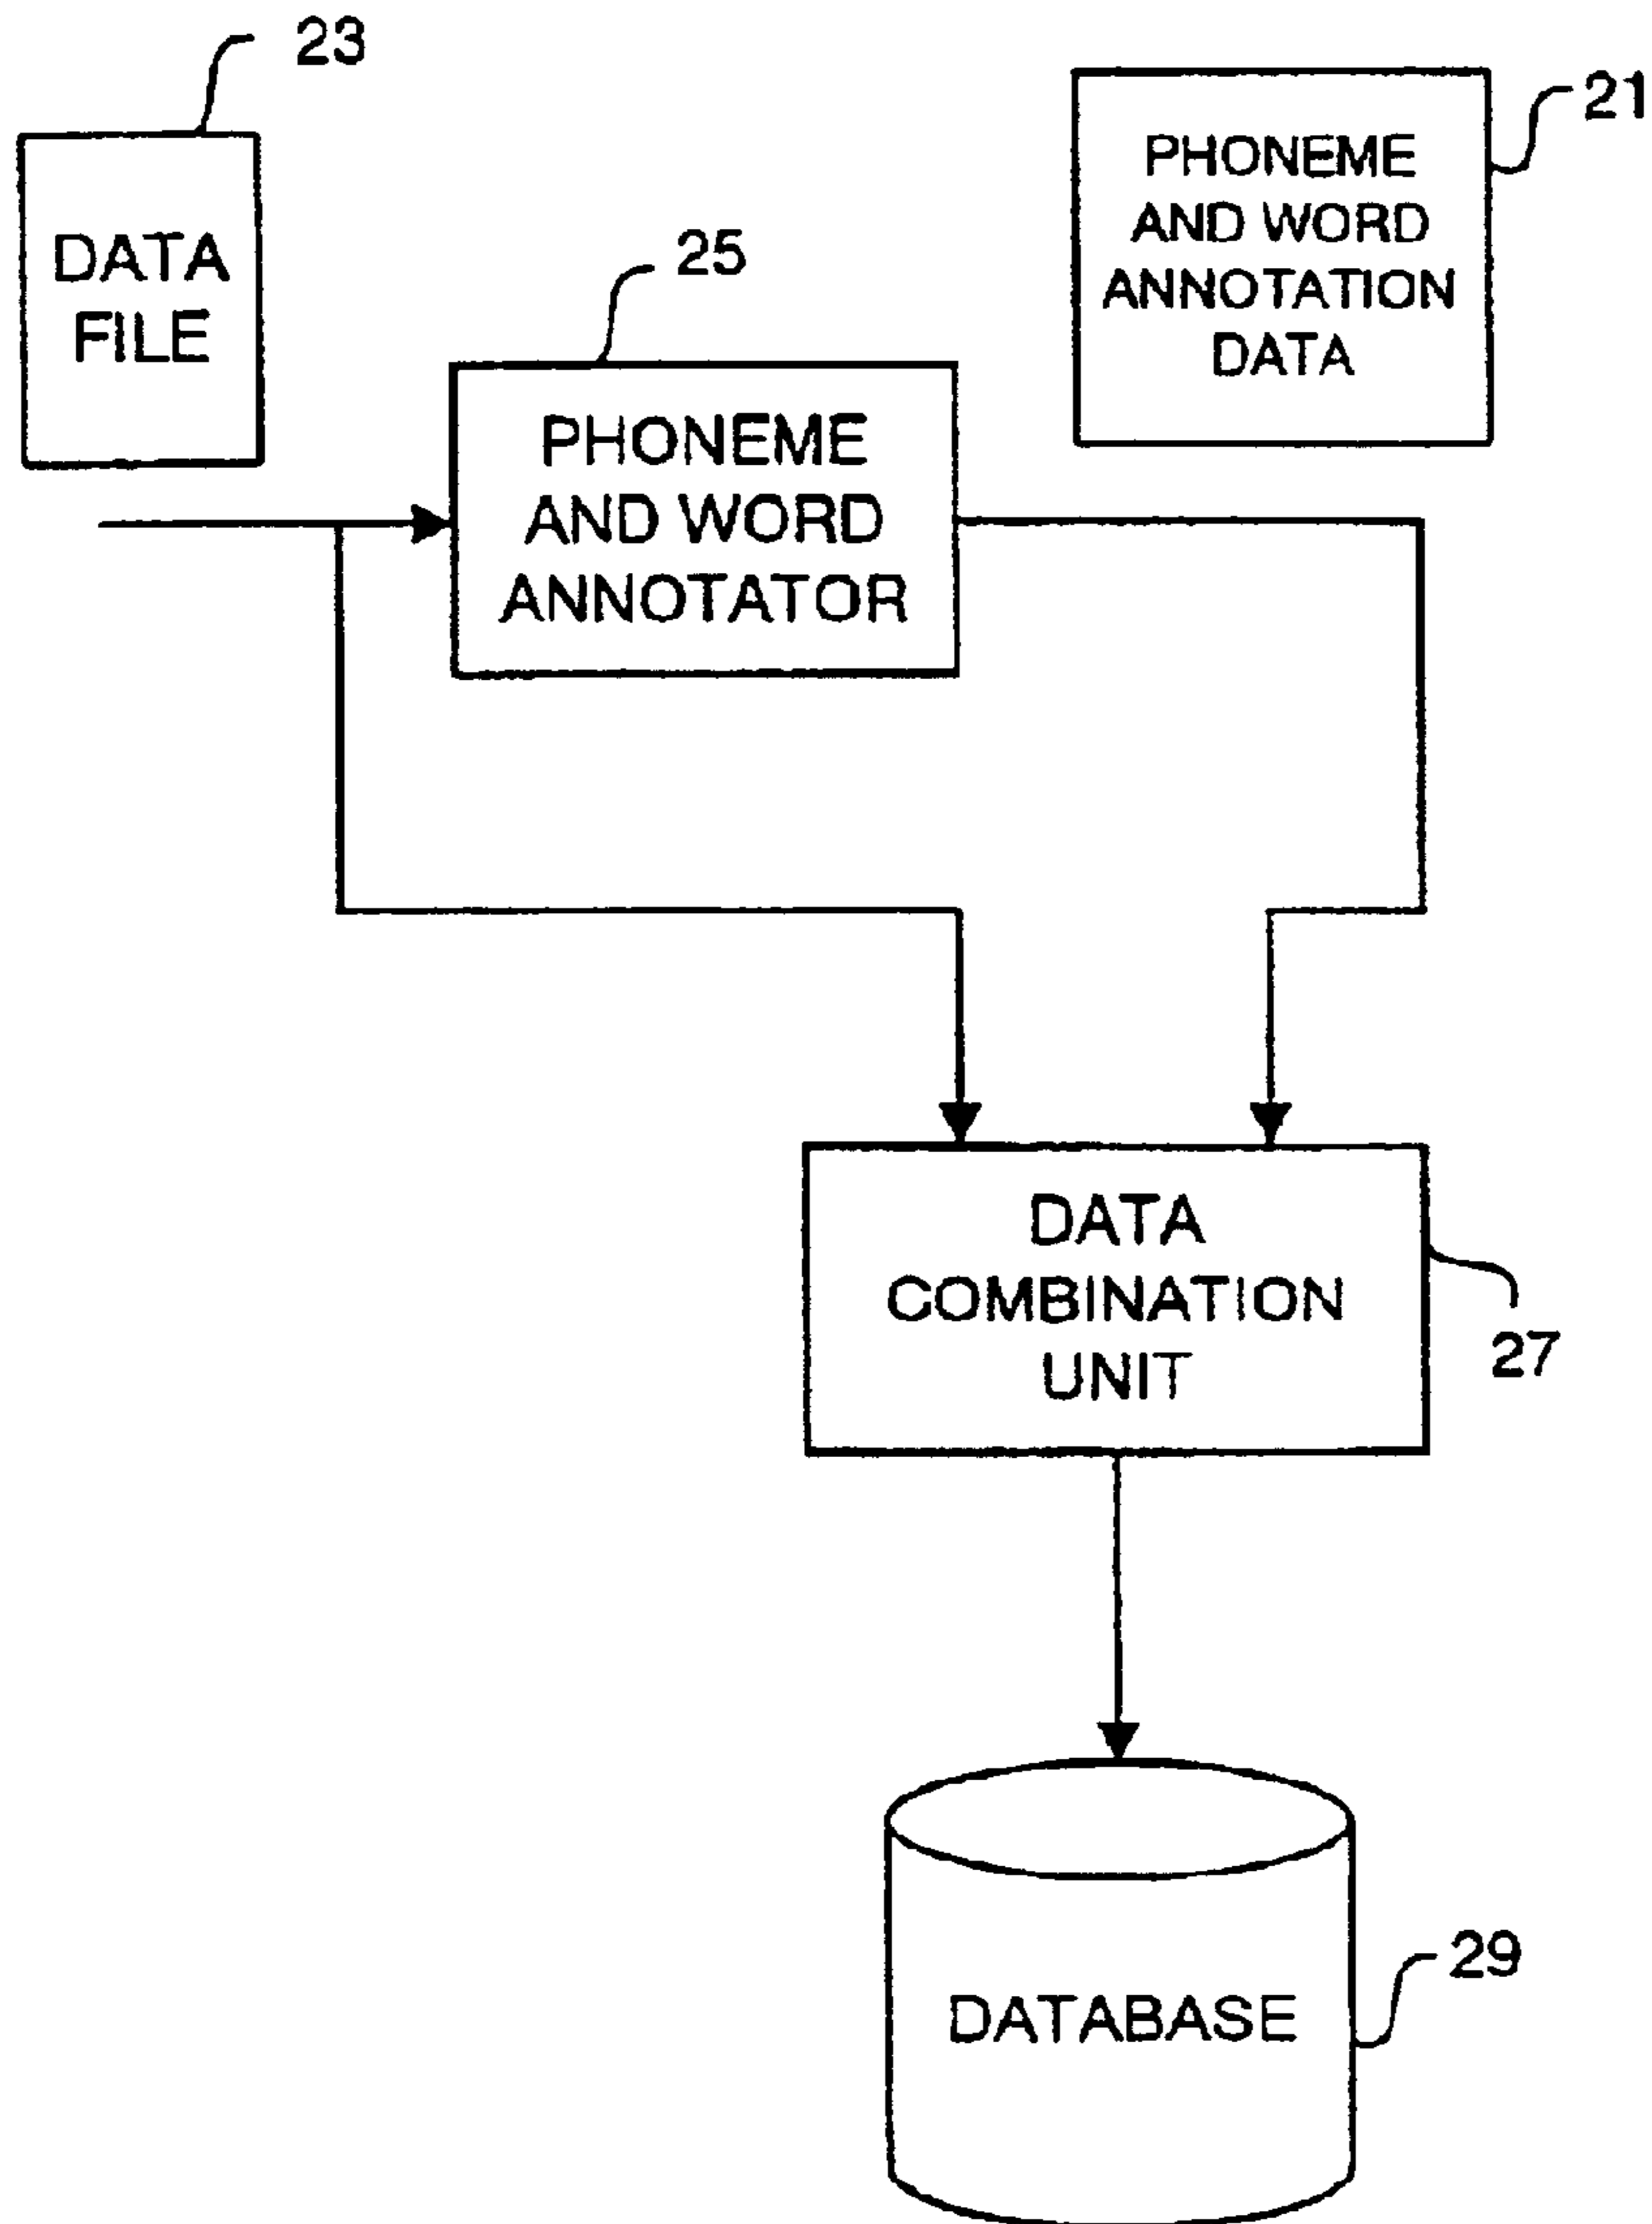 23
DATA
FILE
21
PHONEME
AND WORD
ANNOTATION
DATA
25
PHONEME
AND WORD
ANNOTATOR
DATA
COMBINATION
UNIT
27
DATABASE
29